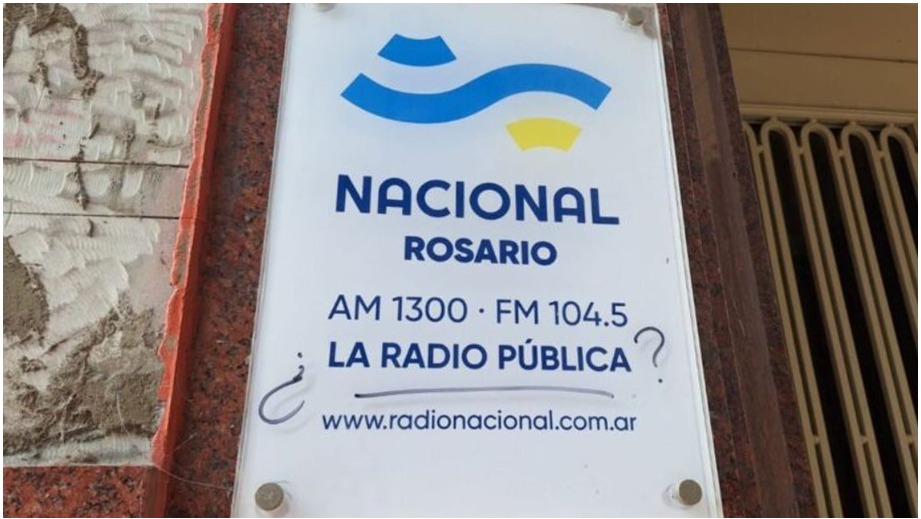 NACIONAL
ROSARIO
AM 1300 · FM 104.5
¿LA RADIO PÚBLICA?
www.radionacional.com.ar